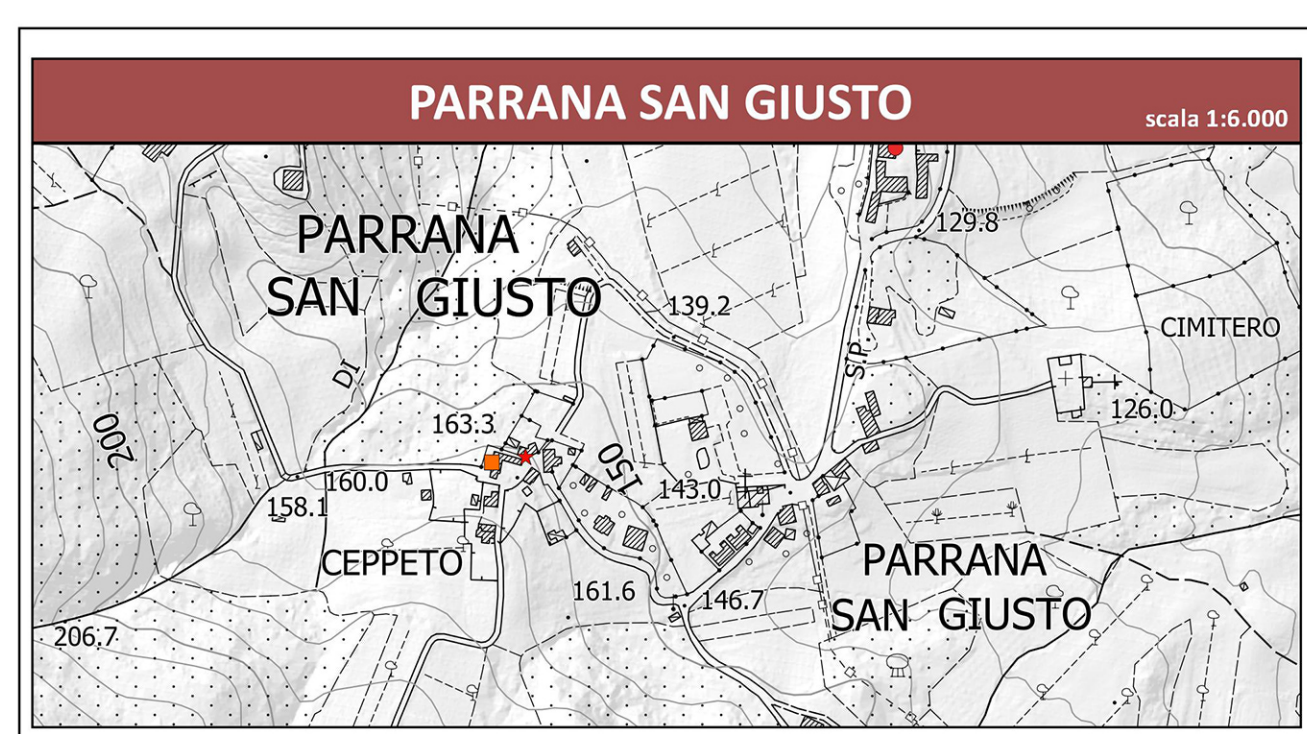 PARRANA SAN GIUSTO
scala 1:6.000
PARRANA
SAN GIUSTO
129.8
139.2
CIMITERO
S.P.
DI
126.0
200
163.3
150
160.0
143.0
158.1
CEPPETO
PARRANA
SAN GIUSTO
161.6
146.7
206.7